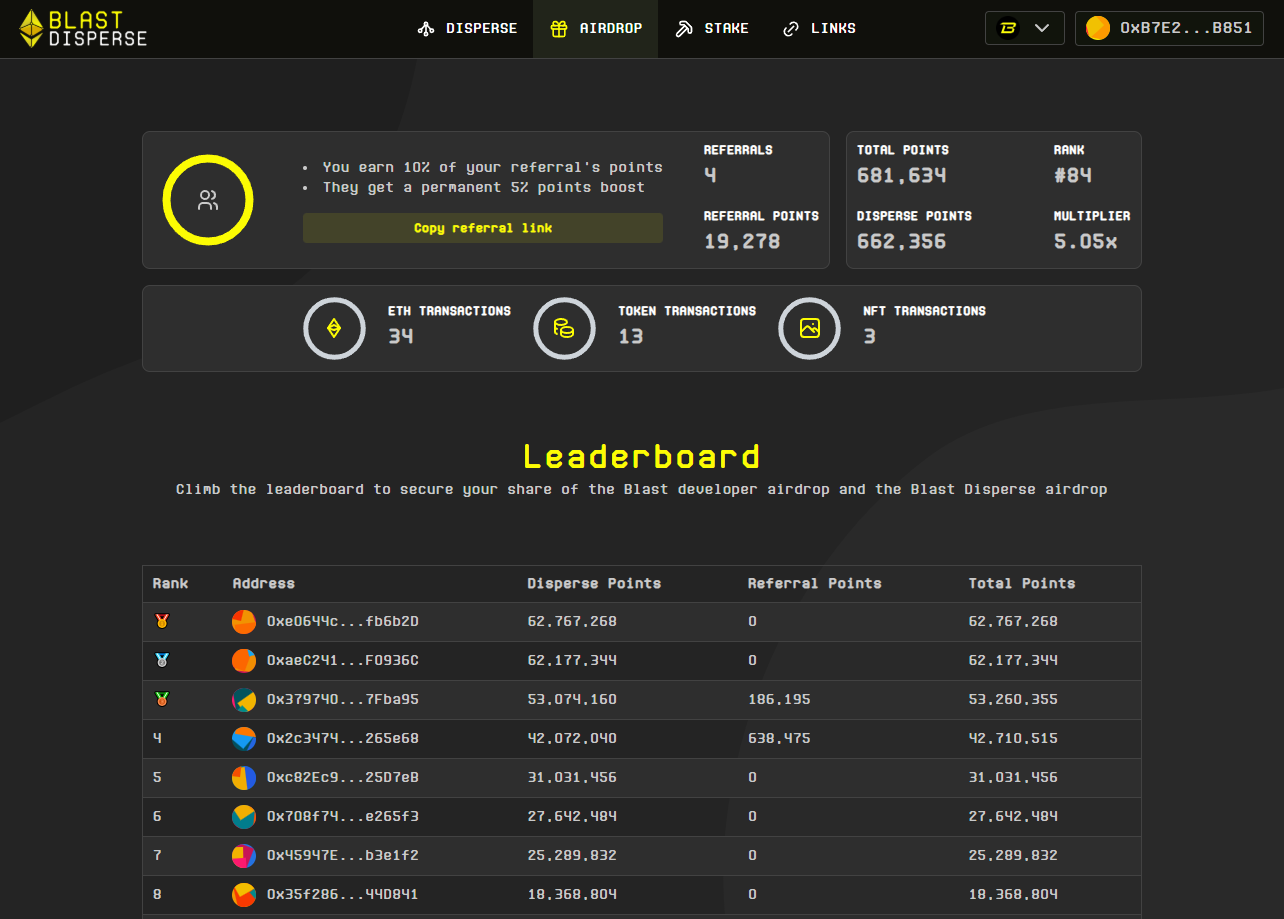 BLAST
DISPERSE
DISPERSE
AIRDROP
STAKE
LINKS
0xB7E2...B851
• You earn 10% of your referral's points
• They get a permanent 5% points boost
Copy referral link
REFERRALS
4
REFERRAL POINTS
19,278
TOTAL POINTS
681,634
RANK
#84
DISPERSE POINTS
662,356
MULTIPLIER
5.05x
ETH TRANSACTIONS
34
TOKEN TRANSACTIONS
13
NFT TRANSACTIONS
3
Leaderboard
Climb the leaderboard to secure your share of the Blast developer airdrop and the Blast Disperse airdrop
Rank Address Disperse Points Referral Points Total Points
0xe0644c...fb6b2D 62,767,268 0 62,767,268
0xaeC241...F0936C 62,177,344 0 62,177,344
0x379740...7Fba95 53,074,160 186,195 53,260,355
4 0x2c3474...265e68 42,072,040 638,475 42,710,515
5 0xc82Ec9...25D7eB 31,031,456 0 31,031,456
6 0x708f74...e265f3 27,642,484 0 27,642,484
7 0x45947E...b3e1f2 25,289,832 0 25,289,832
8 0x35f286...44D841 18,368,804 0 18,368,804